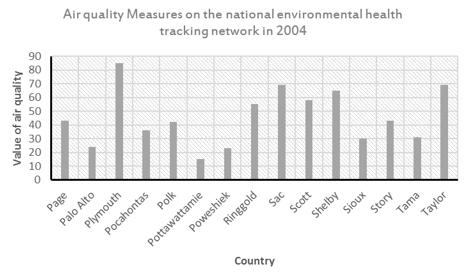 Air quality Measures on the national environmental health
tracking network in 2004
Value of air quality
90
80
70
60
50
40
30
20
10
0
Page
Palo Alto
Plymouth
Pocahontas
Polk
Pottawattamie
Poweshiek
Ringgold
Sac
Scott
Shelby
Sioux
Story
Tama
Taylor
Country